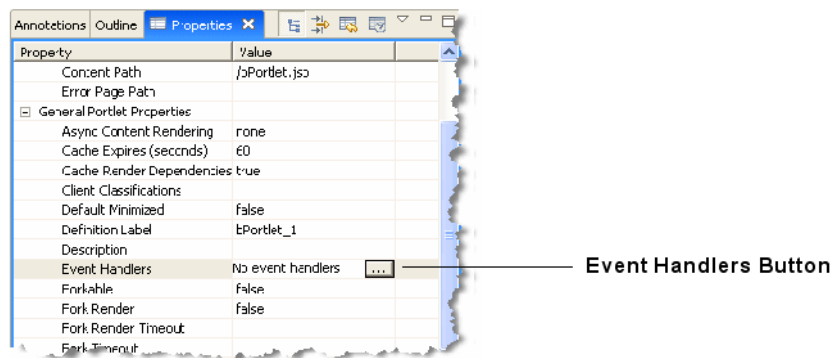 Annotations Outline Properties
Property Value
Content Path /bPortlet.jsp
Error Page Path
General Portlet Properties
Async Content Rendering none
Cache Expires (seconds) 60
Cache Render Dependencies true
Client Classifications
Default Minimized false
Definition Label bPortlet_1
Description
Event Handlers No event handlers ... Event Handlers Button
Forkable false
Fork Render false
Fork Render Timeout
Fork Timeout